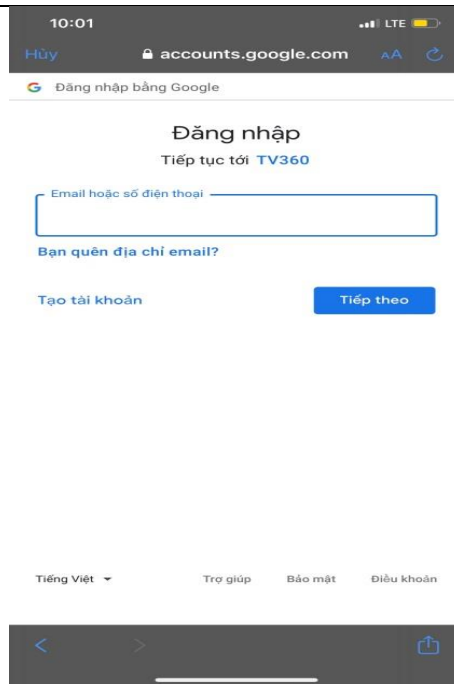 10:01 LTE
Hủy accounts.google.com AA
G Đăng nhập bằng Google
Đăng nhập
Tiếp tục tới TV360
Email hoặc số điện thoại
Bạn quên địa chỉ email?
Tạo tài khoản Tiếp theo
Tiếng Việt Trợ giúp Bảo mật Điều khoản